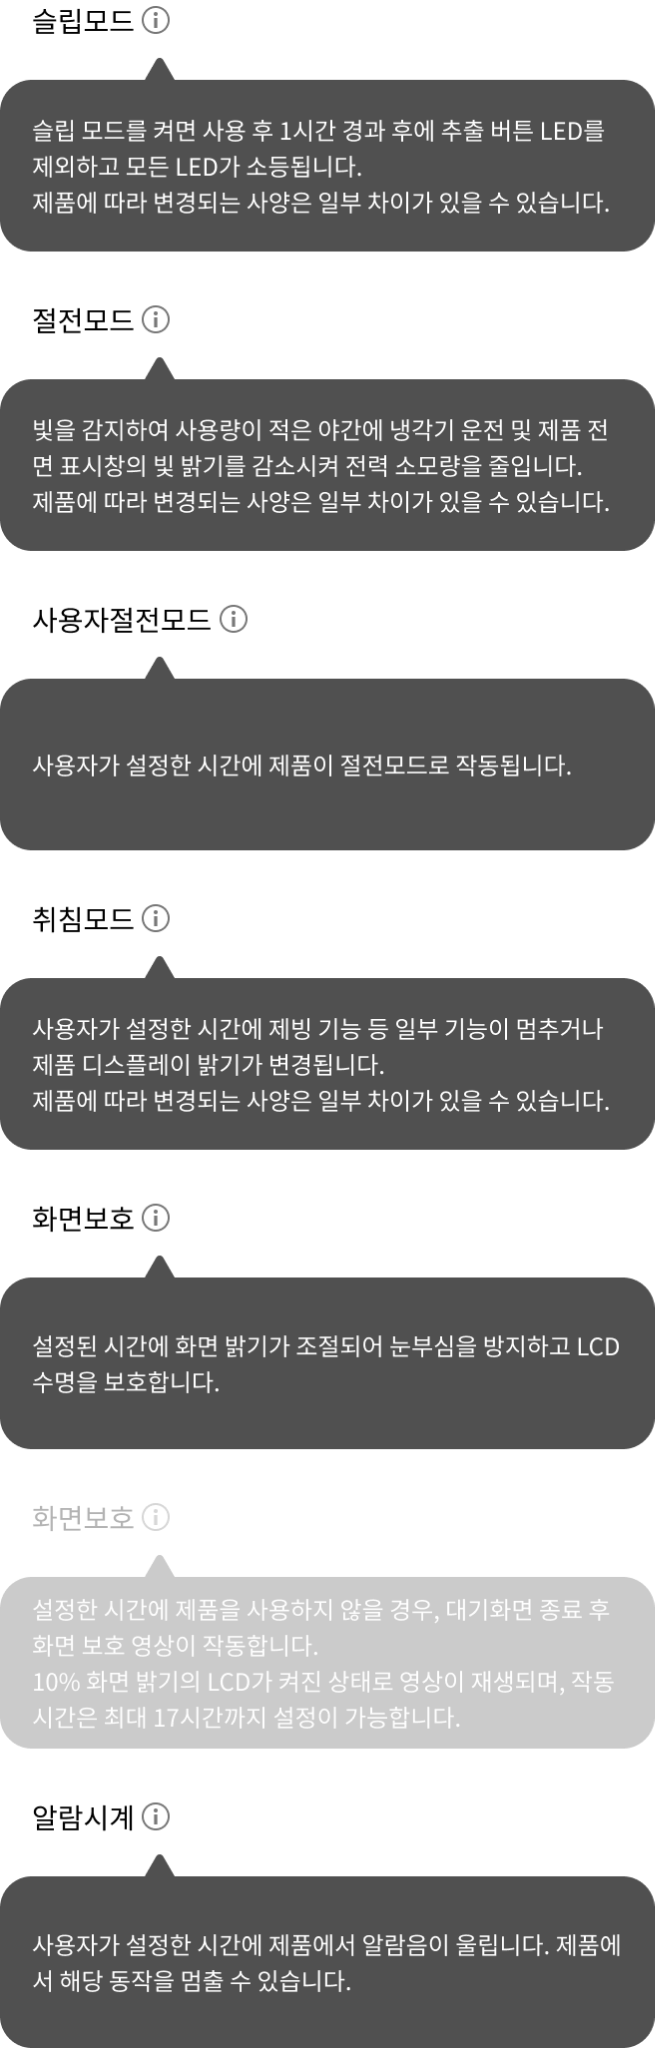 슬립모드
슬립 모드를 켜면 사용 후 1시간 경과 후에 추출 버튼 LED를
제외하고 모든 LED가 소등됩니다.
제품에 따라 변경되는 사양은 일부 차이가 있을 수 있습니다.
절전모드
빛을 감지하여 사용량이 적은 야간에 냉각기 운전 및 제품 전
면 표시창의 빛 밝기를 감소시켜 전력 소모량을 줄입니다.
제품에 따라 변경되는 사양은 일부 차이가 있을 수 있습니다.
사용자절전모드
사용자가 설정한 시간에 제품이 절전모드로 작동됩니다.
취침모드
사용자가 설정한 시간에 제빙 기능 등 일부 기능이 멈추거나
제품 디스플레이 밝기가 변경됩니다.
제품에 따라 변경되는 사양은 일부 차이가 있을 수 있습니다.
화면보호
설정된 시간에 화면 밝기가 조절되어 눈부심을 방지하고 LCD
수명을 보호합니다.
화면보호
설정한 시간에 제품을 사용하지 않을 경우, 대기화면 종료 후
화면 보호 영상이 작동합니다.
10% 화면 밝기의 LCD가 켜진 상태로 영상이 재생되며, 작동
시간은 최대 17시간까지 설정이 가능합니다.
알람시계
사용자가 설정한 시간에 제품에서 알람음이 울립니다. 제품에
서 해당 동작을 멈출 수 있습니다.